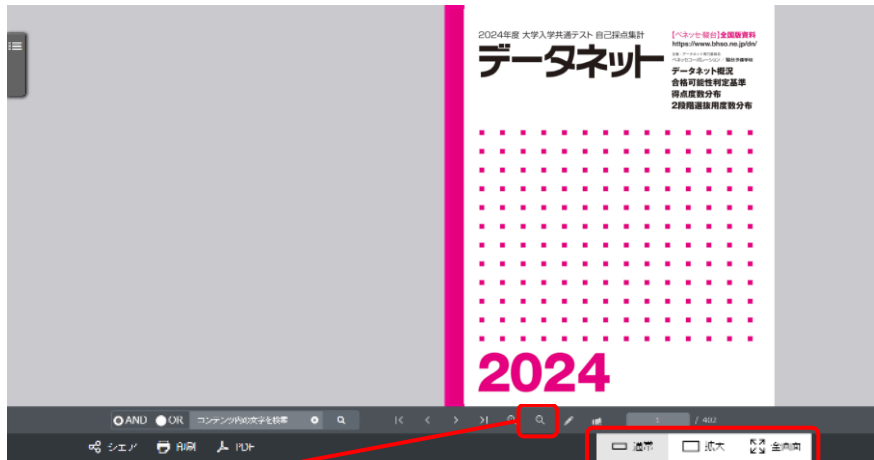 2024年度 大学入学共通テスト 自己採点集計
データネット
【ベネッセ・駿台】全国版資料
https://www.bhso.ne.jp/dn/
データネット概況
合格可能性判定基準
得点度数分布
2段階選抜用度数分布
2024
AND OR コンテンツ内の文字を検索
1 / 402
シェア 印刷 PDF
通常 拡大 全画面